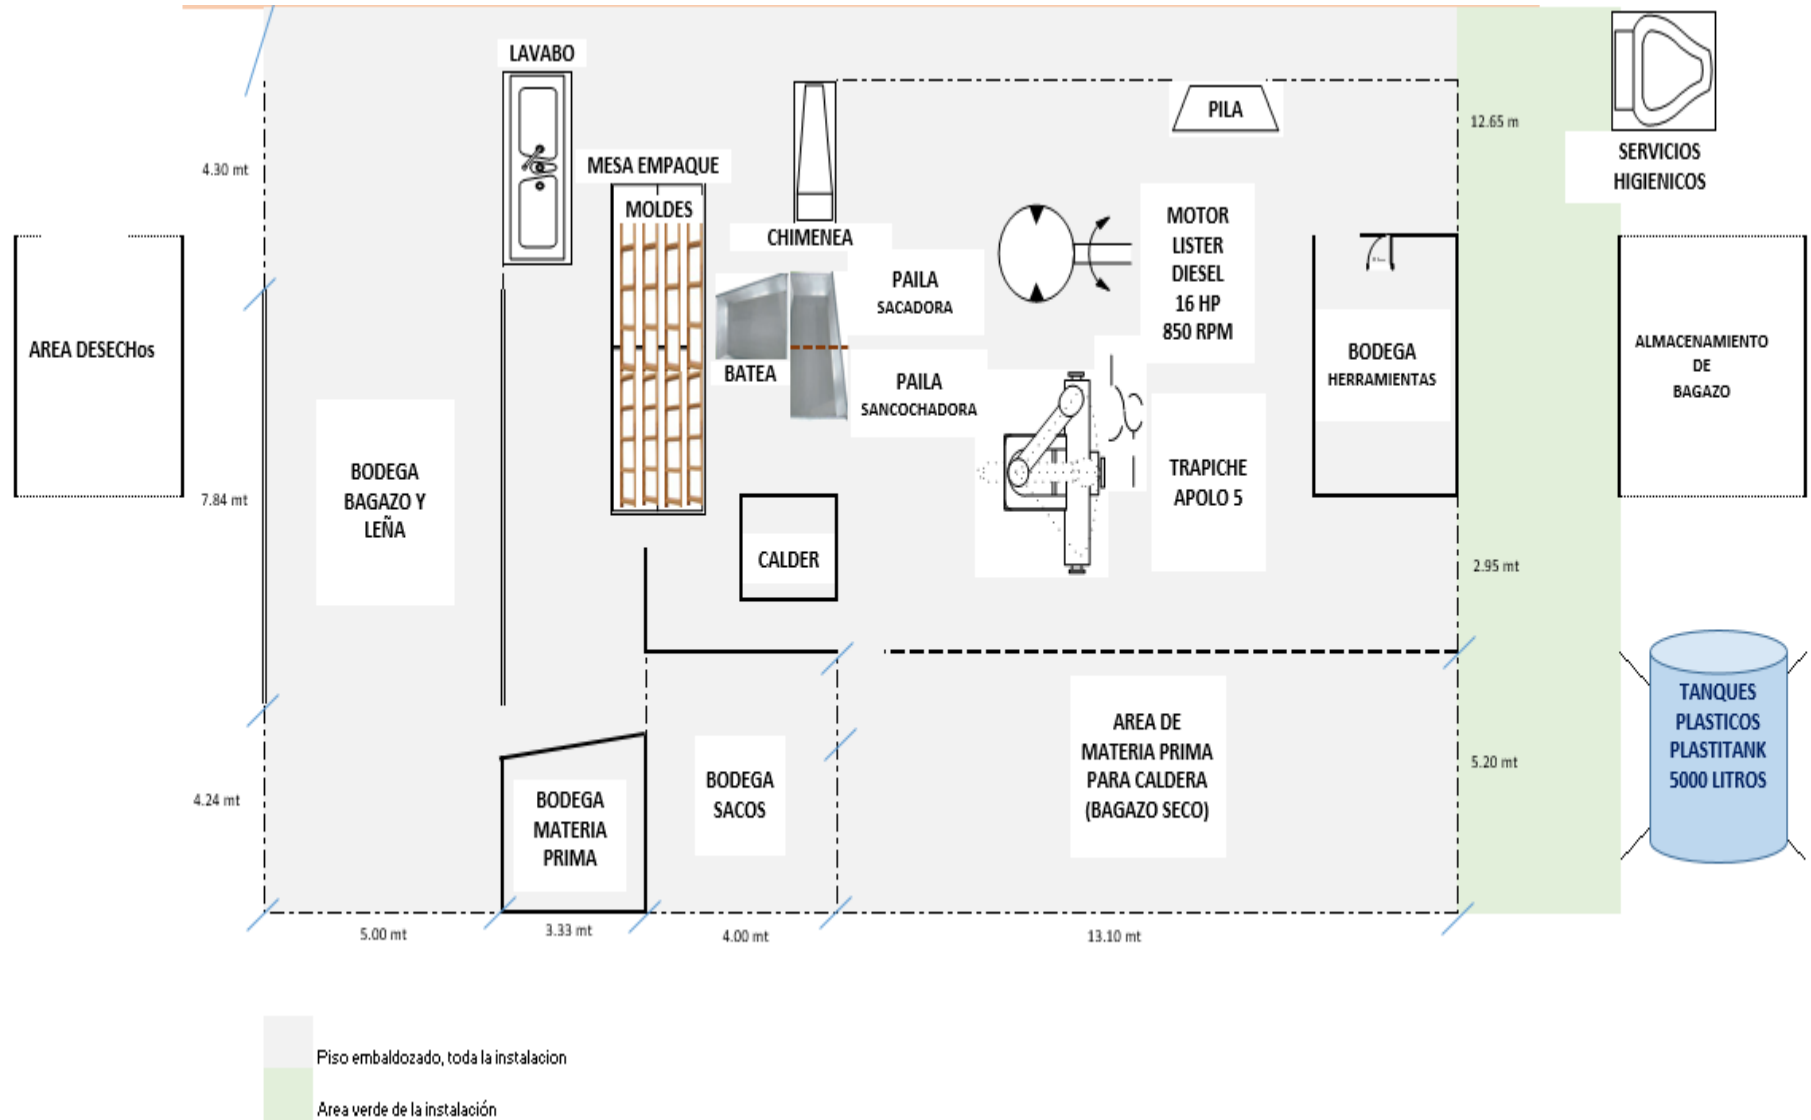 LAVABO
PILA
12.65 m
SERVICIOS
HIGIENICOS
4.30 mt
MESA EMPAQUE
MOLDES
CHIMENEA
MOTOR
LISTER
DIESEL
16 HP
850 RPM
PAILA
SACADORA
AREA DESECHos
BATEA
PAILA
SANCOCHADORA
BODEGA
HERRAMIENTAS
ALMACENAMIENTO
DE
BAGAZO
BODEGA
BAGAZO Y
LEÑA
7.84 mt
TRAPICHE
APOLO 5
CALDER
2.95 mt
TANQUES
PLASTICOS
PLASTITANK
5000 LITROS
AREA DE
MATERIA PRIMA
PARA CALDERA
(BAGAZO SECO)
5.20 mt
BODEGA
SACOS
4.24 mt
BODEGA
MATERIA
PRIMA
5.00 mt
3.33 mt
4.00 mt
13.10 mt
Piso embaldozado, toda la instalacion
Area verde de la instalación